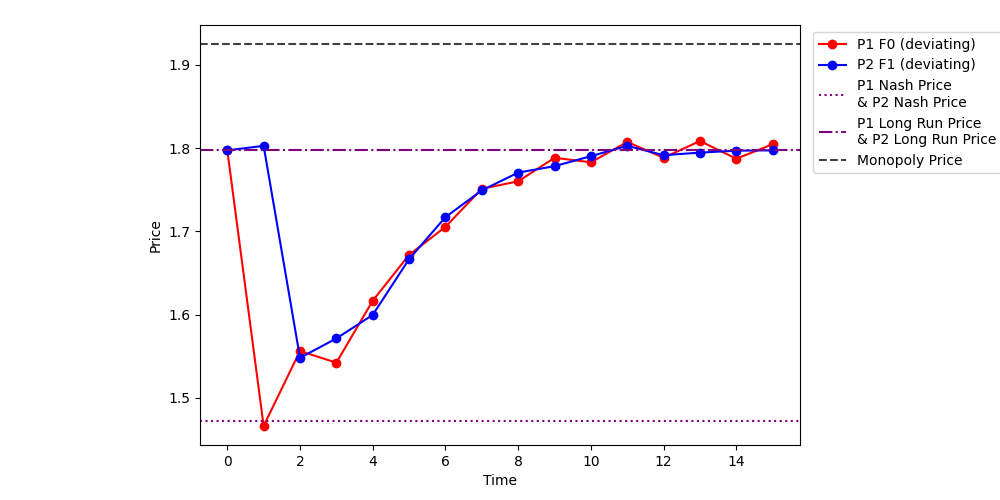 1.9
1.8
1.7
1.6
1.5
Price
0 2 4 6 8 10 12 14
Time
P1 F0 (deviating)
P2 F1 (deviating)
P1 Nash Price
& P2 Nash Price
P1 Long Run Price
& P2 Long Run Price
Monopoly Price